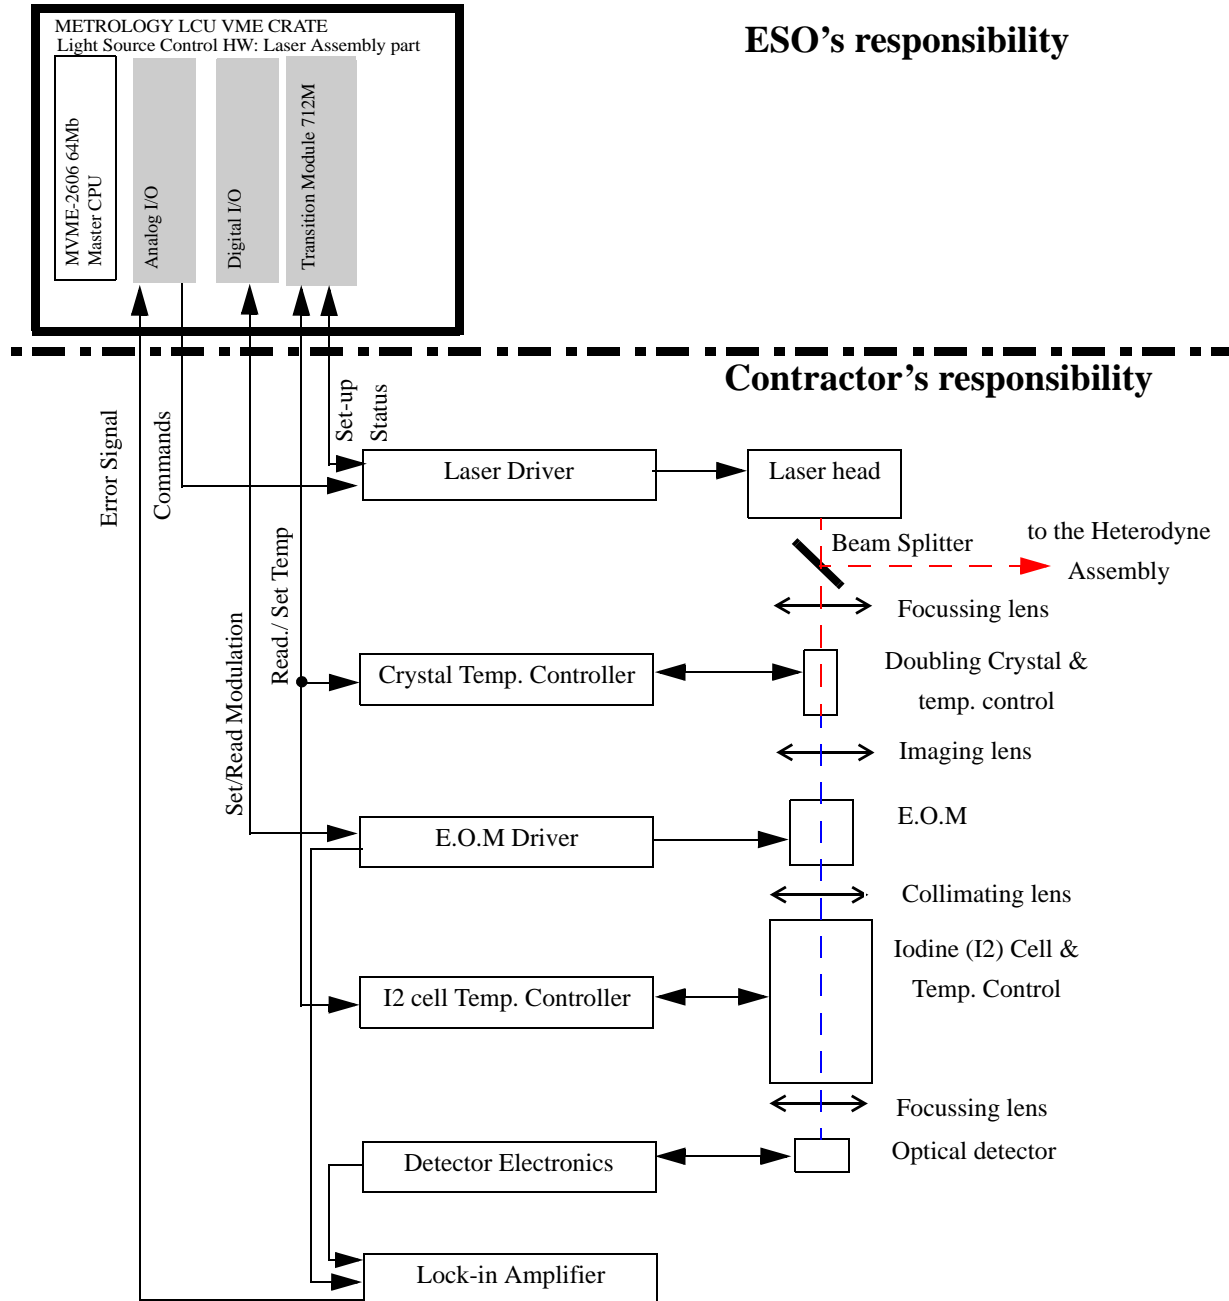 METROLOGY LCU VME CRATE
Light Source Control HW: Laser Assembly part
ESO’s responsibility
MVME-2606 64Mb
Master CPU
Analog I/O
Digital I/O
Transition Module 712M
Contractor’s responsibility
Error Signal
Commands
Set-up
Status
Laser Driver
Laser head
Beam Splitter
to the Heterodyne
Assembly
Focussing lens
Read./ Set Temp
Set/Read Modulation
Crystal Temp. Controller
Doubling Crystal &
temp. control
Imaging lens
E.O.M Driver
E.O.M
Collimating lens
I2 cell Temp. Controller
Iodine (I2) Cell &
Temp. Control
Focussing lens
Detector Electronics
Optical detector
Lock-in Amplifier